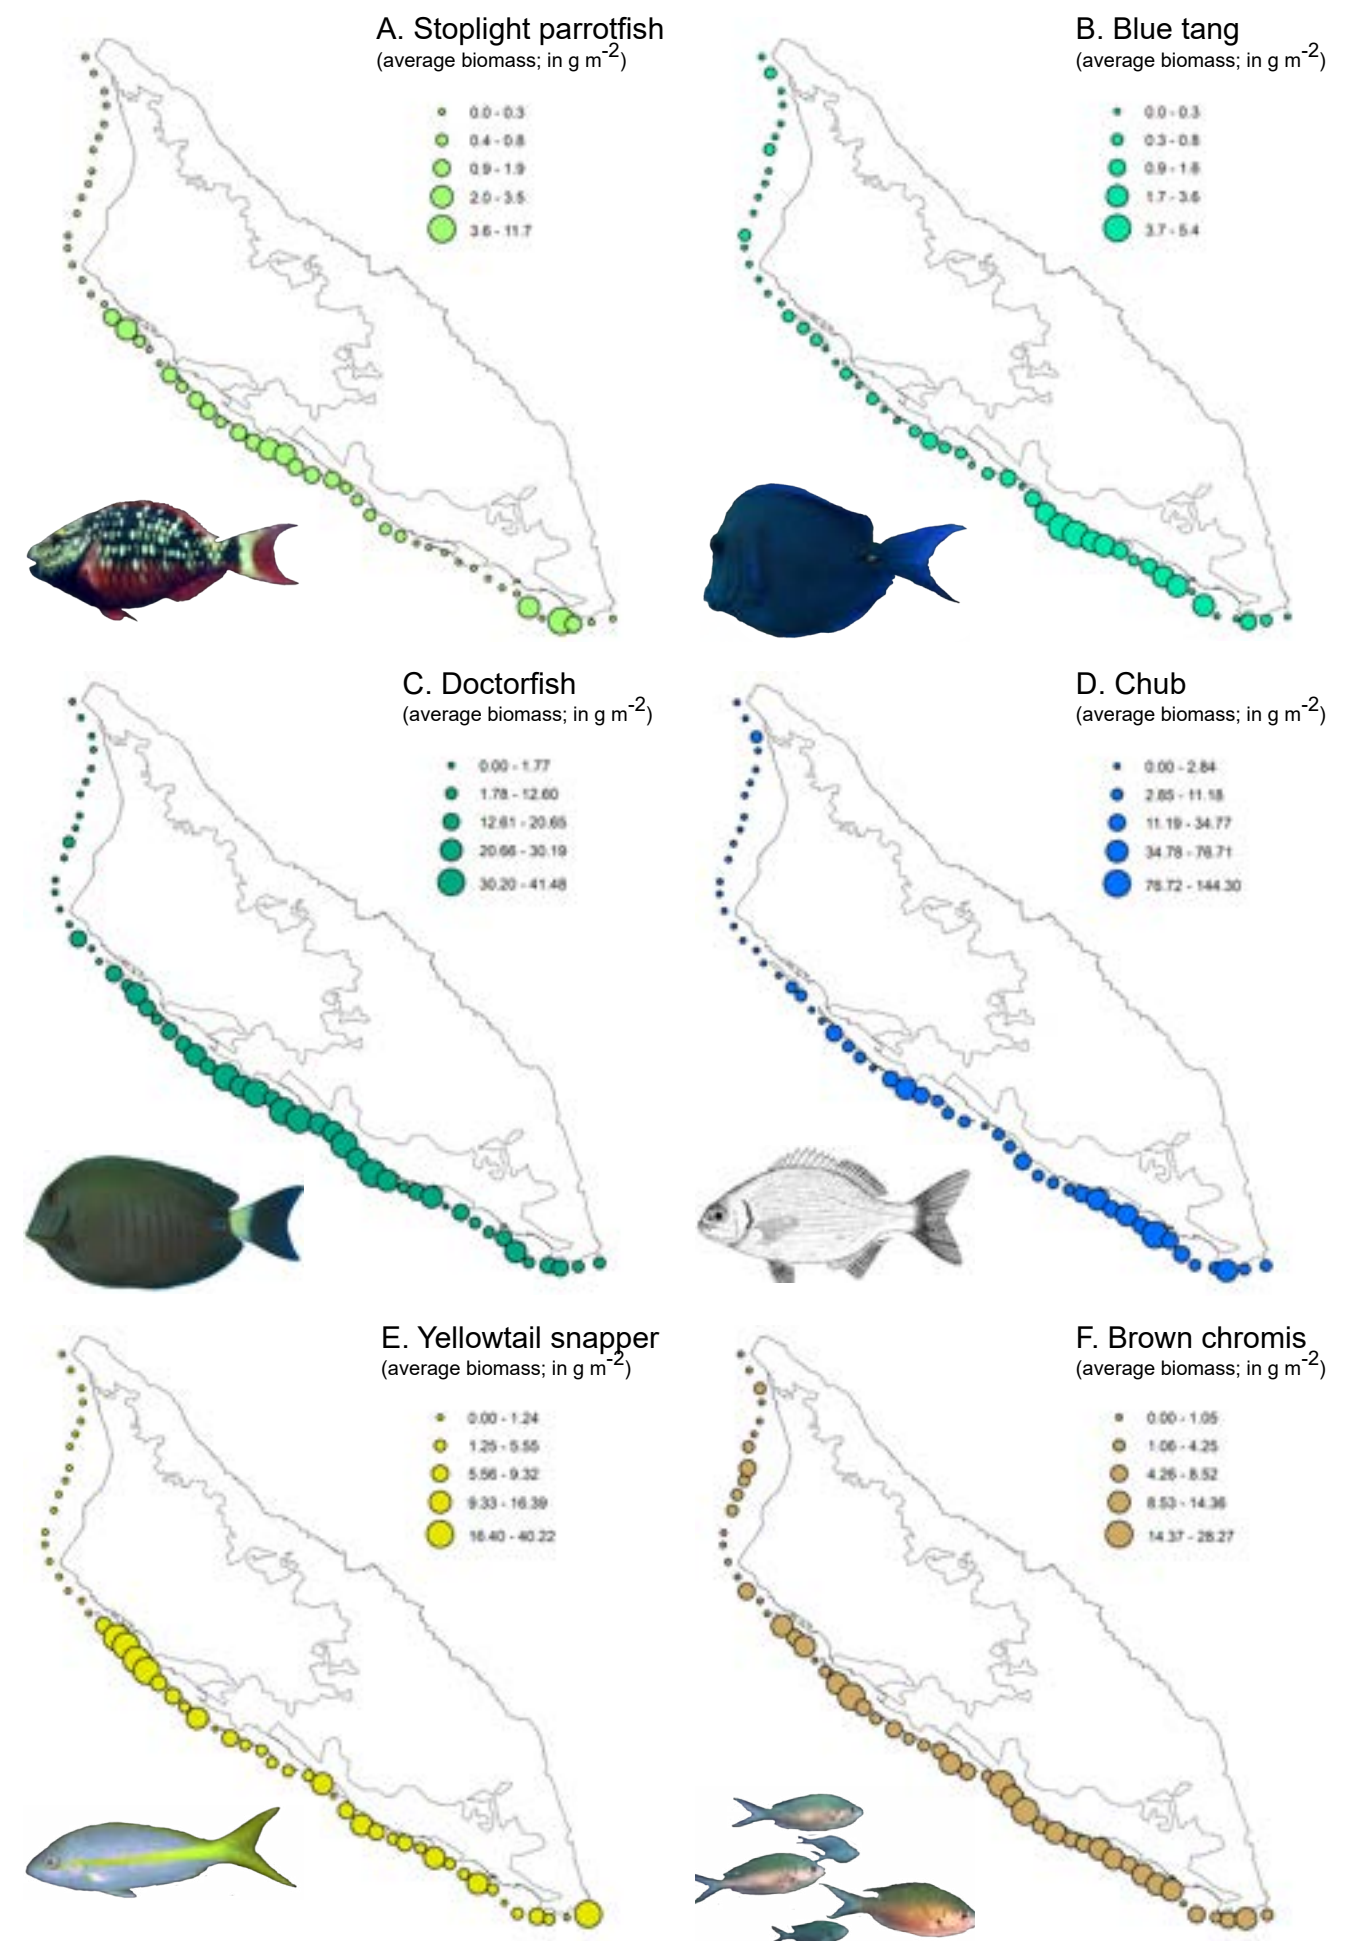 A. Stoplight parrotfish
(average biomass; in g m-2)
0.0 - 0.3
0.4 - 0.8
0.9 - 1.9
2.0 - 3.5
3.6 - 11.7
B. Blue tang
(average biomass; in g m-2)
0.0 - 0.3
0.3 - 0.8
0.9 - 1.6
1.7 - 3.6
3.7 - 5.4
C. Doctorfish
(average biomass; in g m-2)
0.00 - 1.77
1.78 - 12.60
12.61 - 20.65
20.66 - 30.19
30.20 - 41.48
D. Chub
(average biomass; in g m-2)
0.00 - 2.84
2.85 - 11.18
11.19 - 34.77
34.78 - 76.71
76.72 - 144.30
E. Yellowtail snapper
(average biomass; in g m-2)
0.00 - 1.24
1.25 - 5.55
5.56 - 9.32
9.33 - 16.39
16.40 - 40.22
F. Brown chromis
(average biomass; in g m-2)
0.00 - 1.05
1.06 - 4.25
4.26 - 8.52
8.53 - 14.36
14.37 - 28.27